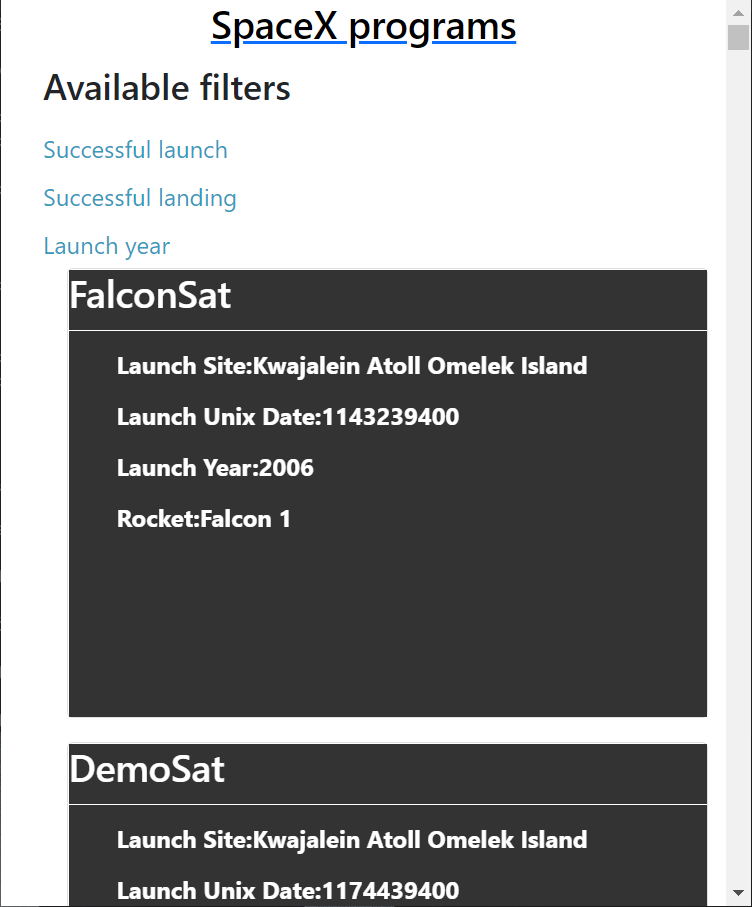 SpaceX programs
Available filters
Successful launch
Successful landing
Launch year
FalconSat
Launch Site:Kwajalein Atoll Omelek Island
Launch Unix Date:1143239400
Launch Year:2006
Rocket:Falcon 1
DemoSat
Launch Site:Kwajalein Atoll Omelek Island
Launch Unix Date:1174439400